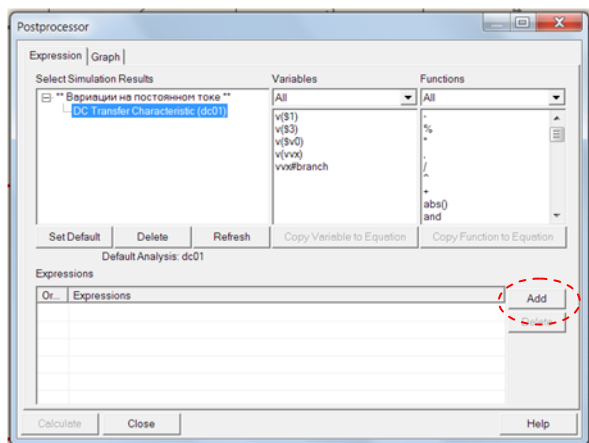 Postprocessor
Expression Graph
Select Simulation Results Variables Functions
** Вариации на постоянном токе ** All All
DC Transfer Characteristic (dc01)
v($1) -
v($3) %
v($v0) *
v(vvx) ,
vvx#branch /
^
+
abs()
and
Set Default Delete Refresh Copy Variable to Equation Copy Function to Equation
Default Analysis: dc01
Expressions
Or... Expressions Add
Delete
Calculate Close Help